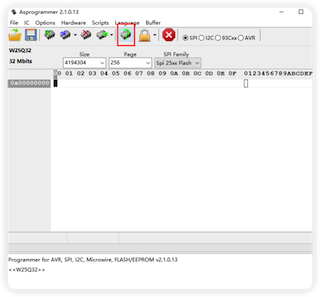 Asprogrammer 2.1.0.13
File IC Options Hardware Scripts Language Buffer
SPI I2C 93Cxx AVR
W25Q32
32 Mbits
Size Page SPI Family
4194304 256 Spi 25xx Flash
00 01 02 03 04 05 06 07 08 09 0A 0B 0C 0D 0E 0F 0123456789ABCDEF
0x00000000
Programmer for AVR, SPI, I2C, Microwire, FLASH/EEPROM v2.1.0.13
<<W25Q32>>